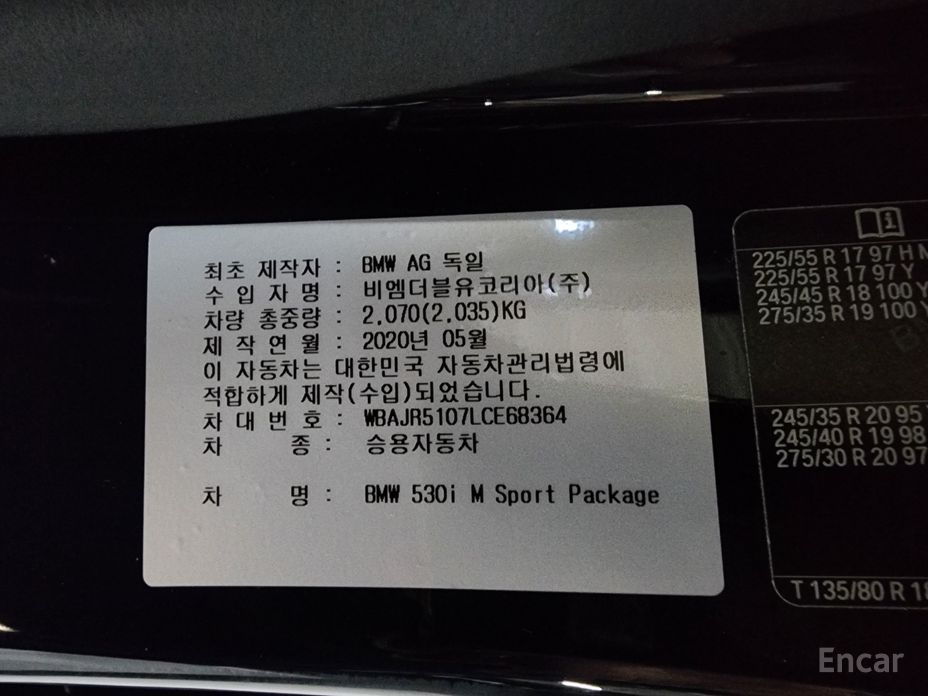 최초 제작자 : BMW AG 독일
수 입 자 명 : 비엠더블유코리아(주)
차량 총중량 : 2,070(2,035)KG
제 작 연 월 : 2020년 05월
이 자동차는 대한민국 자동차관리법령에
적합하게 제작(수입)되었습니다.
차 대 번 호 : WBAJR5107LCE68364
차 종 : 승용자동차
차 명 : BMW 530i M Sport Package
225/55 R 17 97 H
225/55 R 17 97 Y
245/45 R 18 100 Y
275/35 R 19 100
245/35 R 20 95
245/40 R 19 98
275/30 R 20 97
T 135/80 R
Encar